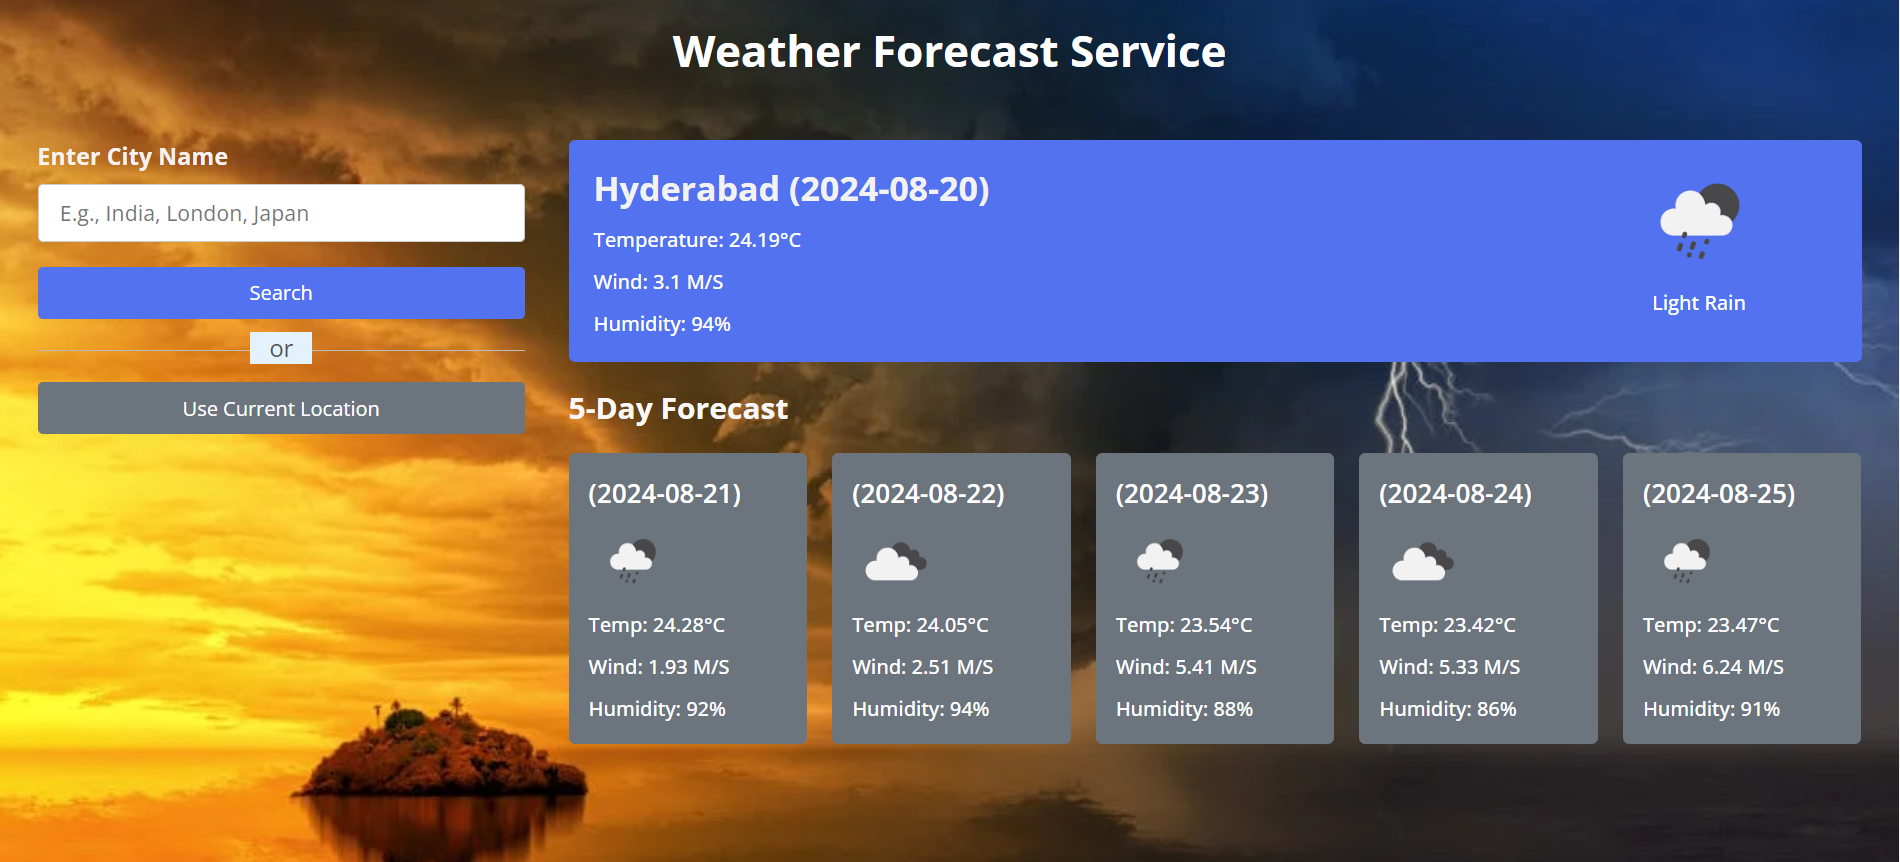 Weather Forecast Service
Enter City Name
E.g., India, London, Japan
Search
or
Use Current Location
Hyderabad (2024-08-20)
Temperature: 24.19°C
Wind: 3.1 M/S
Humidity: 94%
Light Rain
5-Day Forecast
(2024-08-21)
Temp: 24.28°C
Wind: 1.93 M/S
Humidity: 92%
(2024-08-22)
Temp: 24.05°C
Wind: 2.51 M/S
Humidity: 94%
(2024-08-23)
Temp: 23.54°C
Wind: 5.41 M/S
Humidity: 88%
(2024-08-24)
Temp: 23.42°C
Wind: 5.33 M/S
Humidity: 86%
(2024-08-25)
Temp: 23.47°C
Wind: 6.24 M/S
Humidity: 91%